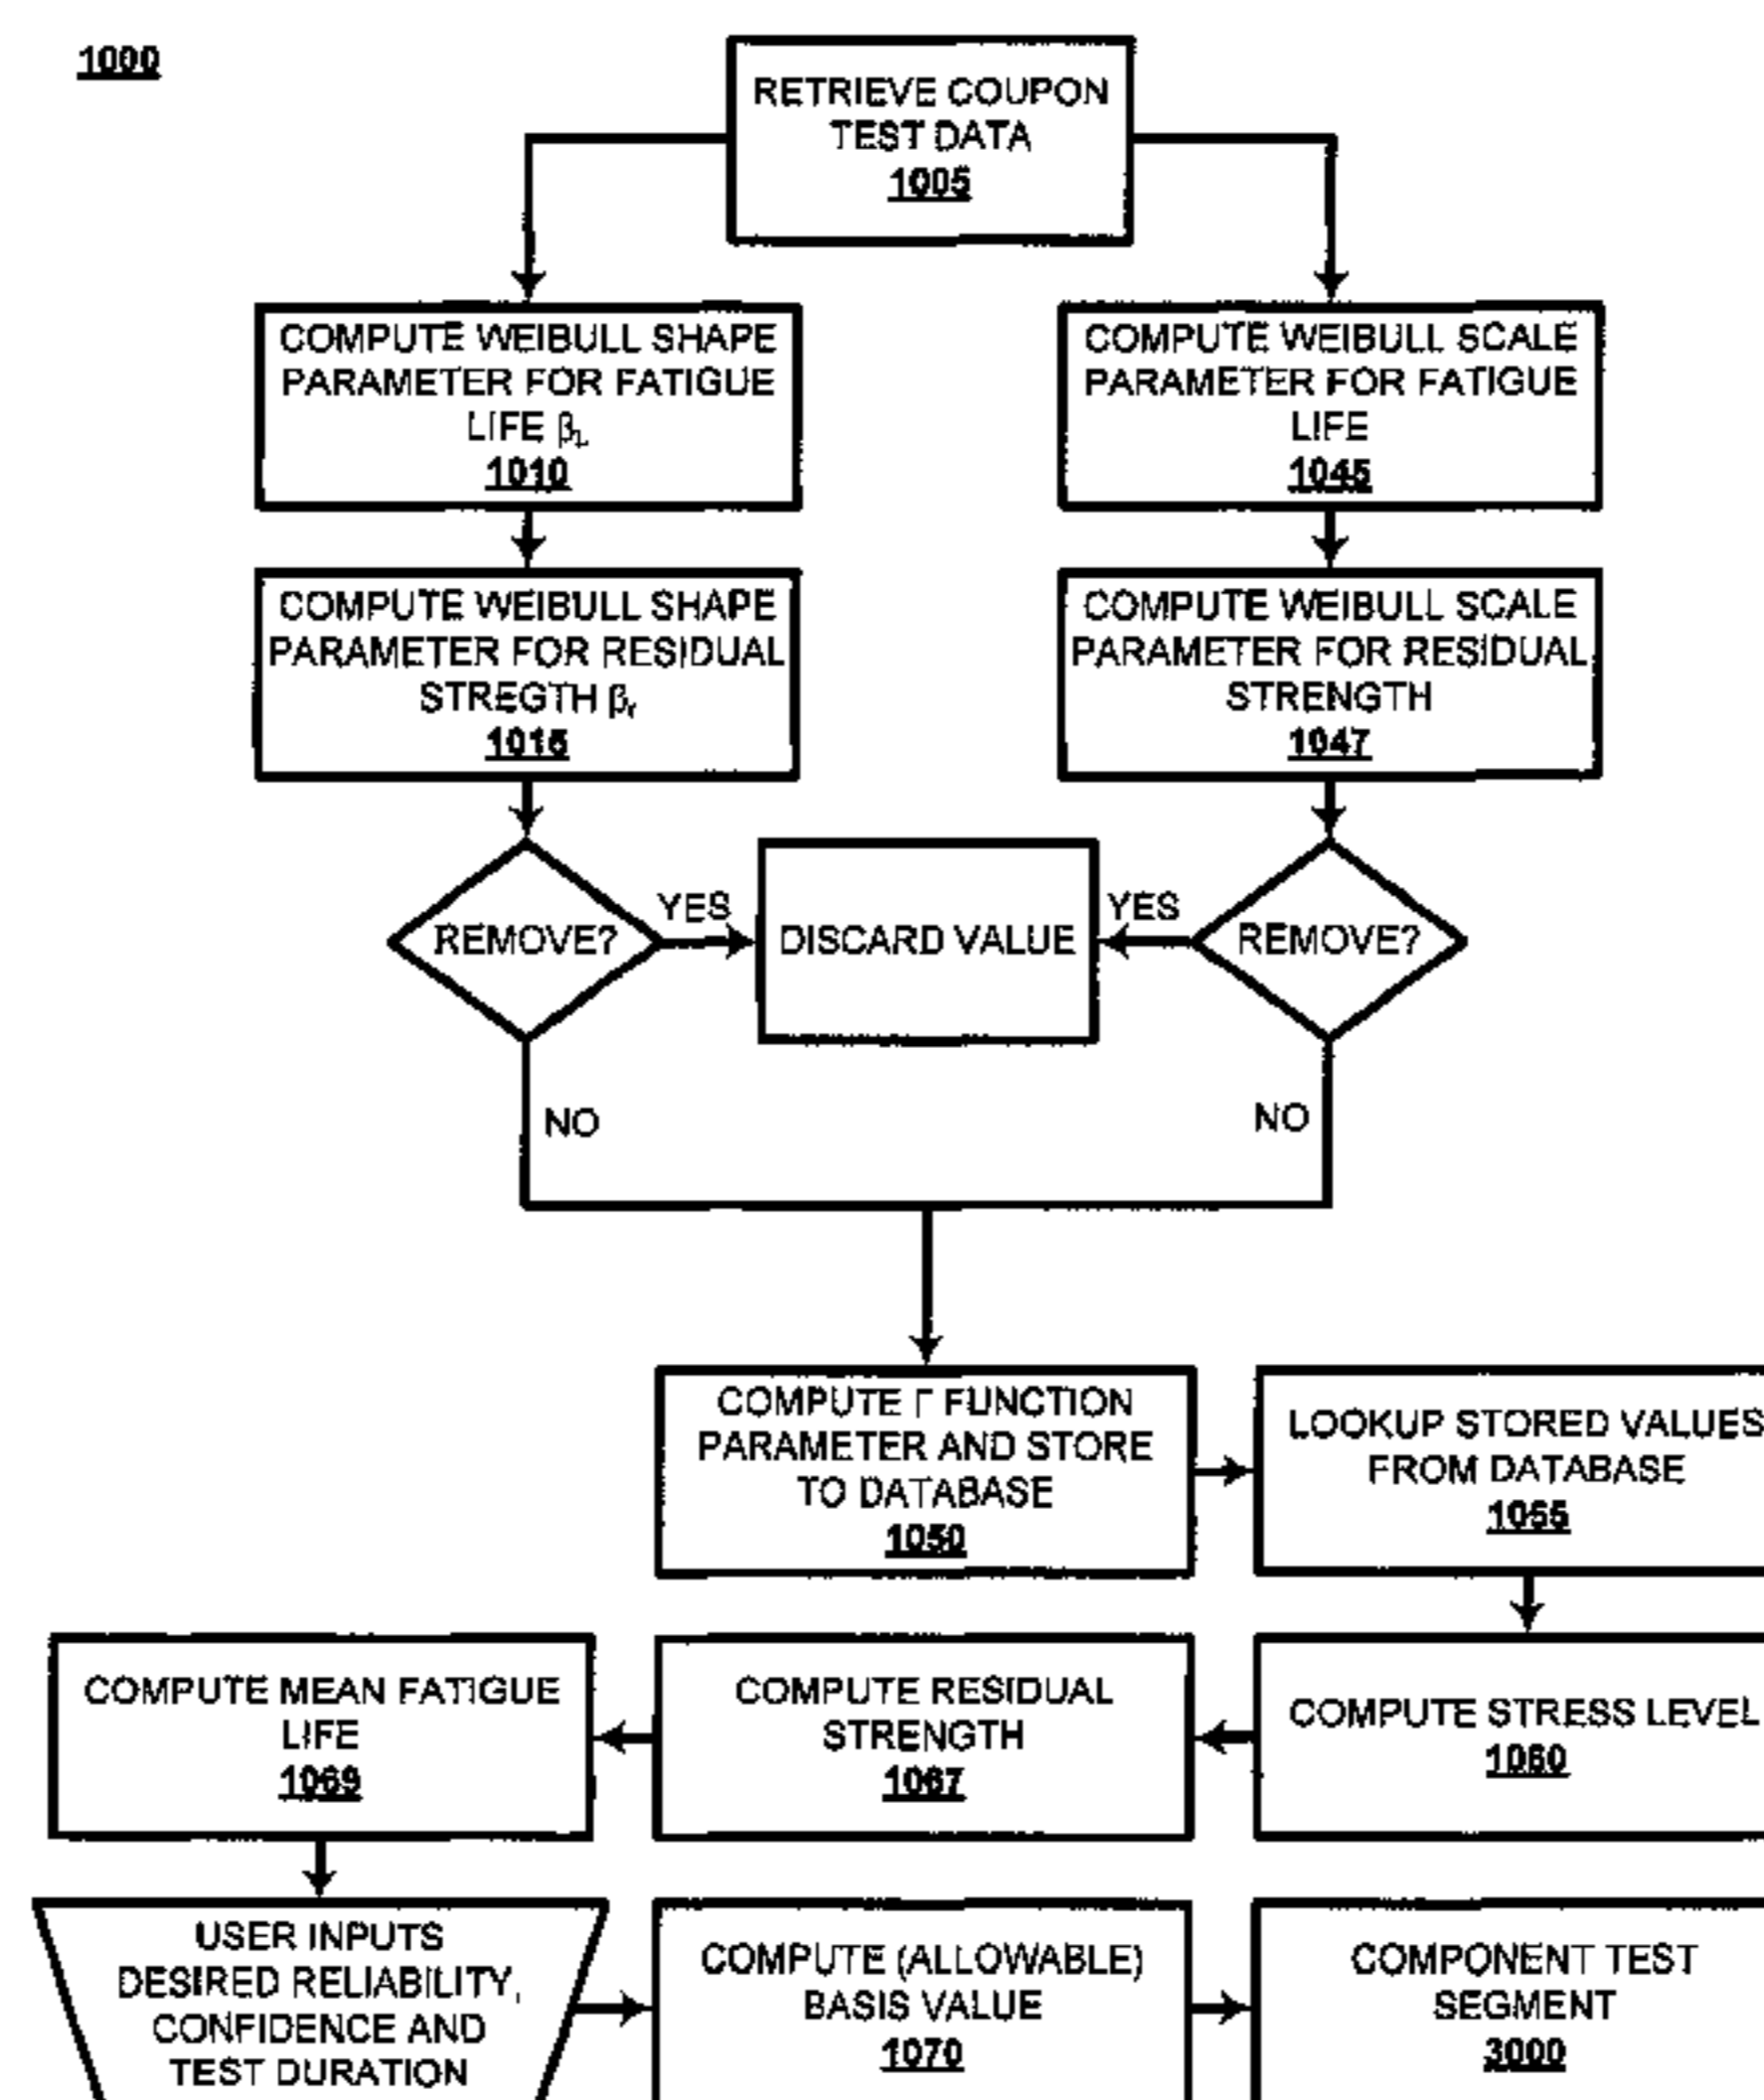 1000
RETRIEVE COUPON
TEST DATA
1005
COMPUTE WEIBULL SHAPE
PARAMETER FOR FATIGUE
LIFE βL
1010
COMPUTE WEIBULL SCALE
PARAMETER FOR FATIGUE
LIFE
1045
COMPUTE WEIBULL SHAPE
PARAMETER FOR RESIDUAL
STREGTH βr
1015
COMPUTE WEIBULL SCALE
PARAMETER FOR RESIDUAL
STRENGTH
1047
REMOVE?
YES
DISCARD VALUE
YES
REMOVE?
NO
NO
COMPUTE Γ FUNCTION
PARAMETER AND STORE
TO DATABASE
1050
LOOKUP STORED VALUES
FROM DATABASE
1055
COMPUTE MEAN FATIGUE
LIFE
1069
COMPUTE RESIDUAL
STRENGTH
1067
COMPUTE STRESS LEVEL
1060
USER INPUTS
DESIRED RELIABILITY,
CONFIDENCE AND
TEST DURATION
COMPUTE (ALLOWABLE)
BASIS VALUE
1070
COMPONENT TEST
SEGMENT
3000